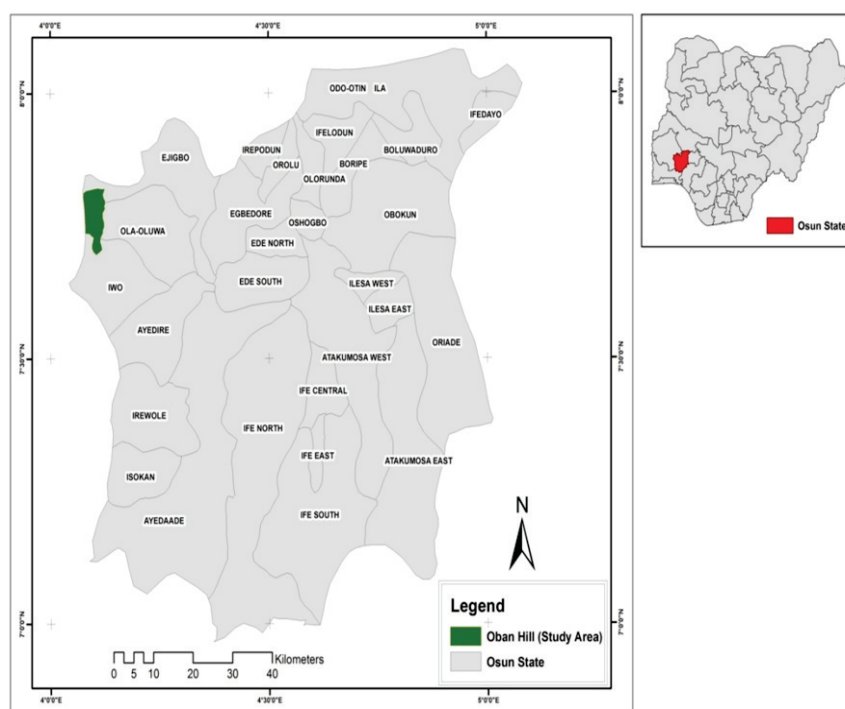 4°0'0"E
4°30'0"E
5°0'0"E
8°0'0"N
8°0'0"N
ODO-OTIN
ILA
IFEDAYO
IFELODUN
EJIGBO
IREPODUN
BOLUWADURO
OROLU
BORIPE
OLORUNDA
EGBEDORE
OBOKUN
OSHOGBO
OLA-OLUWA
EDE NORTH
EDE SOUTH
ILESA WEST
IWO
ILESA EAST
AYEDIRE
ORIADE
7°30'0"N
ATAKUMOSA WEST
7°30'0"N
IFE CENTRAL
IREWOLE
IFE NORTH
IFE EAST
ATAKUMOSA EAST
ISOKAN
IFE SOUTH
AYEDAADE
N
Legend
Oban Hill (Study Area)
Osun State
7°0'0"N
7°0'0"N
Kilometers
0 5 10 20 30 40
4°0'0"E
4°30'0"E
5°0'0"E
Osun State